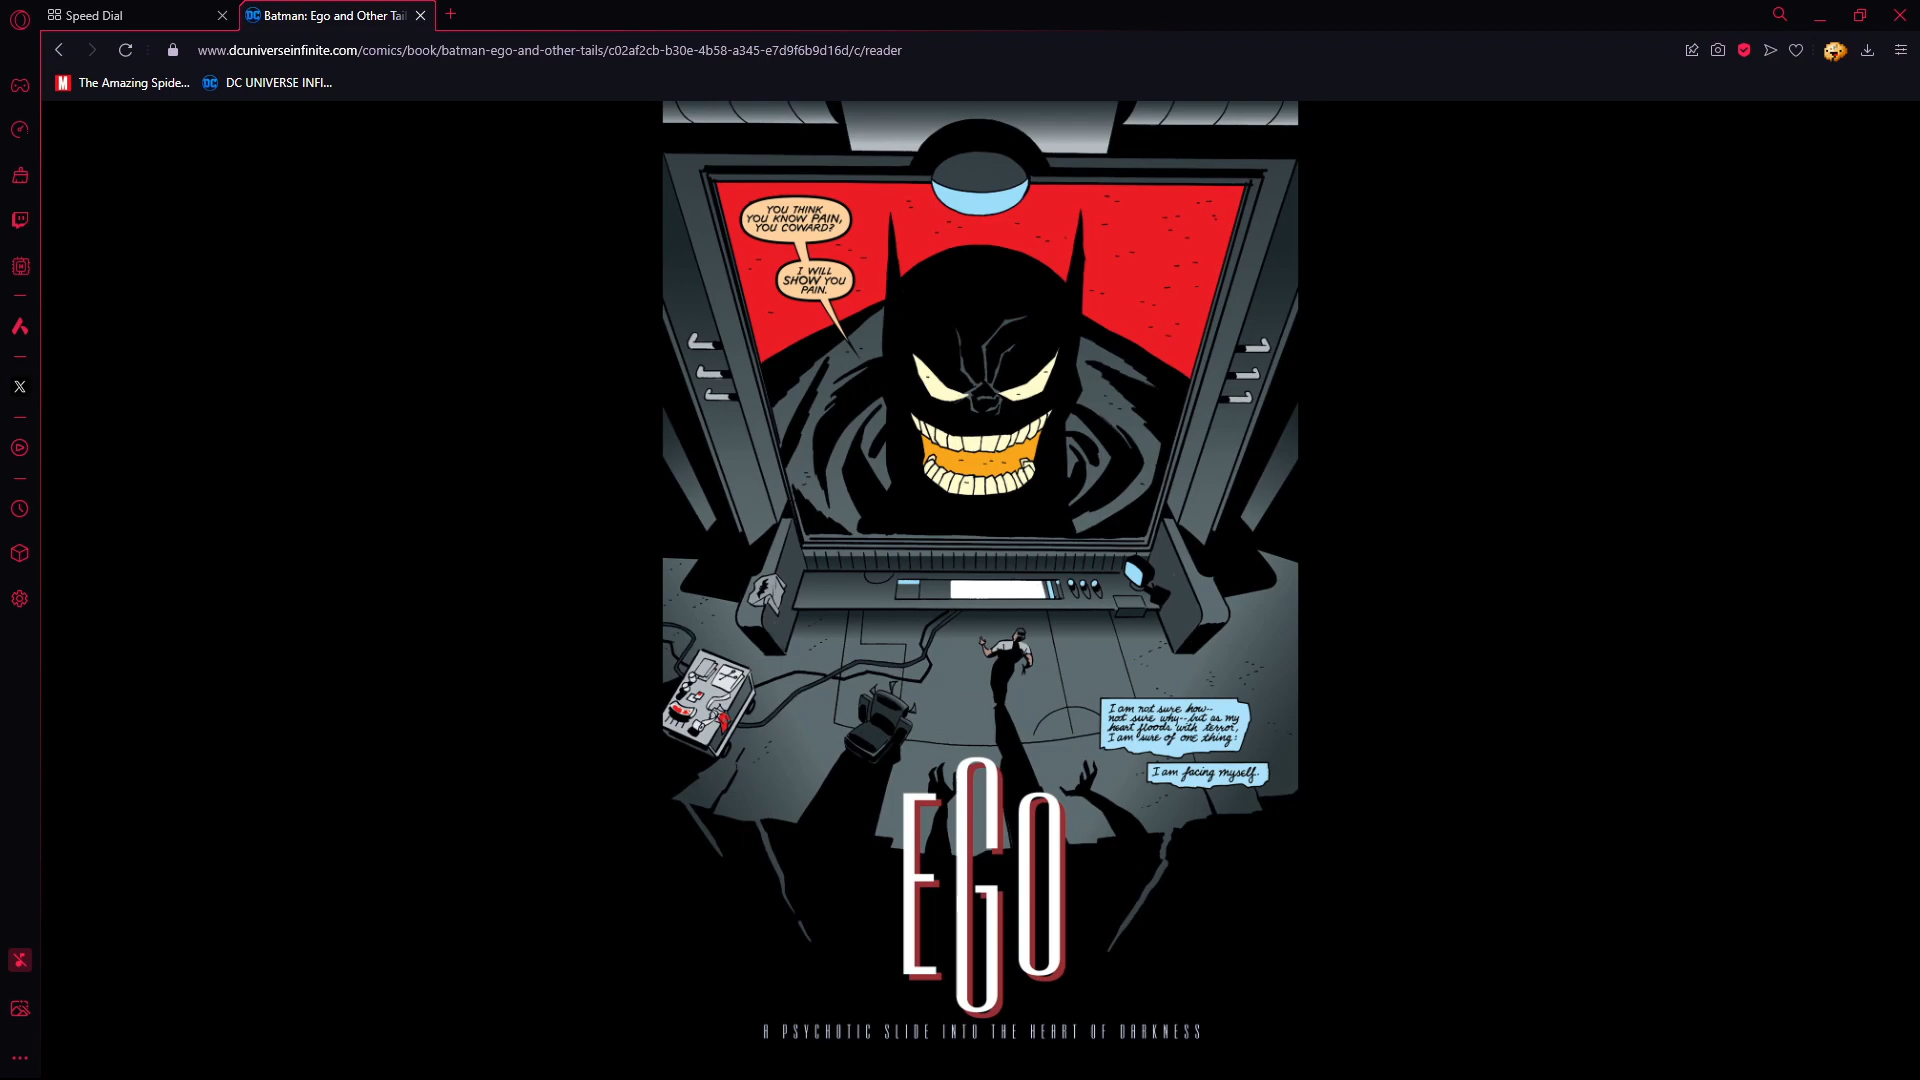 Speed Dial
DC
Batman: Ego and Other Tail
www.dcuniverseinfinite.com/comics/book/batman-ego-and-other-tails/c02af2cb-b30e-4b58-a345-e7d9f6b9d16d/c/reader
M
The Amazing Spide...
DC
DC UNIVERSE INFI...
YOU THINK
YOU KNOW PAIN,
YOU COWARD?
I WILL
SHOW YOU
PAIN.
I am not sure how--
not sure why--but as my
heart floods with terror,
I am sure of one thing:
I am facing myself.
EGO
A PSYCHOTIC SLIDE INTO THE HEART OF DARKNESS